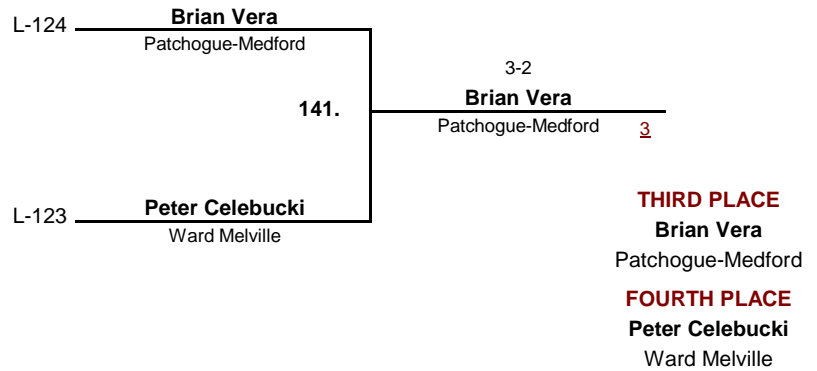 L-124
Brian Vera
Patchogue-Medford
3-2
141.
Brian Vera
Patchogue-Medford 3
L-123
Peter Celebucki
Ward Melville
THIRD PLACE
Brian Vera
Patchogue-Medford
FOURTH PLACE
Peter Celebucki
Ward Melville